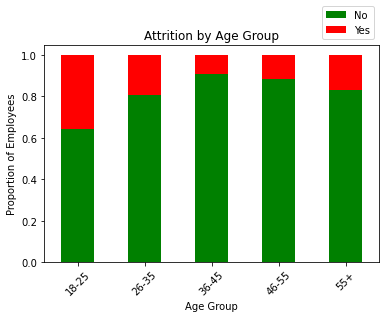 No
Yes
Attrition by Age Group
1.0
0.8
0.6
0.4
0.2
0.0
Proportion of Employees
18-25
26-35
36-45
46-55
55+
Age Group